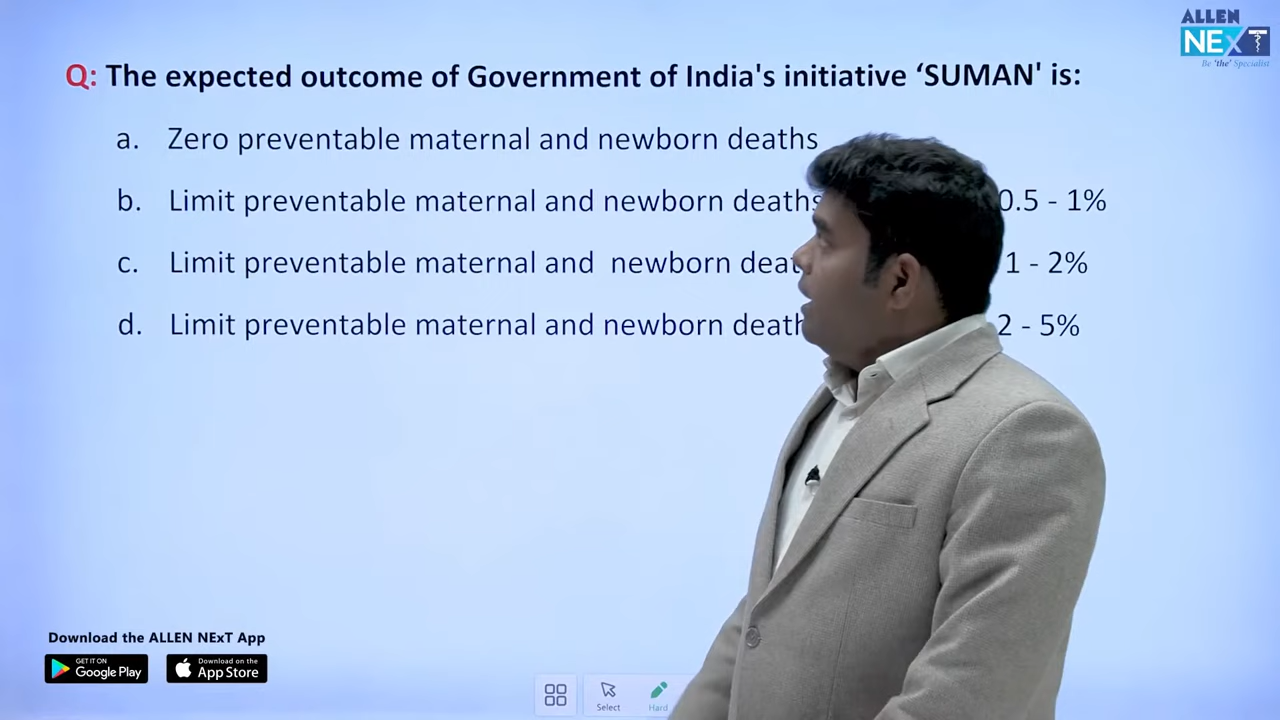 ALLEN
NExT
Be 'the' Specialist
Q: The expected outcome of Government of India's initiative ‘SUMAN' is:
a. Zero preventable maternal and newborn deaths
b. Limit preventable maternal and newborn deaths 0.5 - 1%
c. Limit preventable maternal and newborn 1 - 2%
d. Limit preventable maternal and newborn 2 - 5%
Download the ALLEN NExT App
GET IT ON
Google Play
Download on the
App Store
Select
Hard